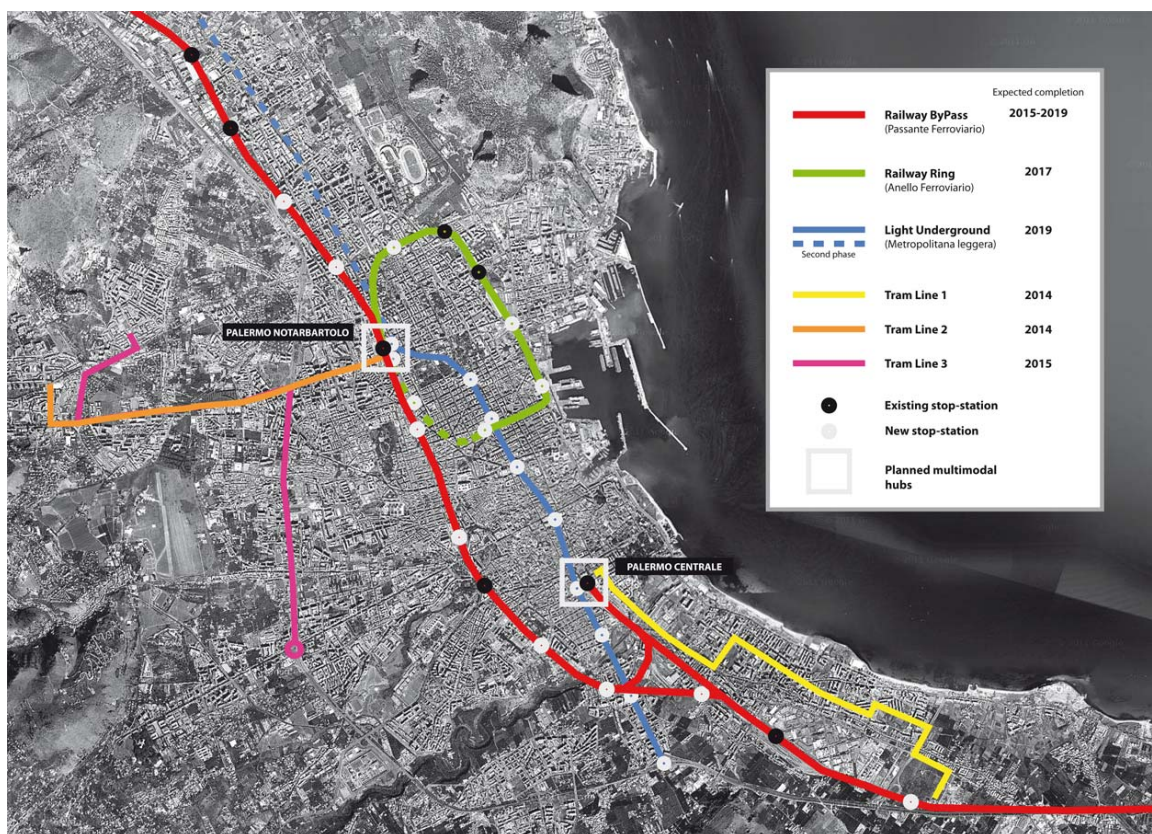 Expected completion
Railway ByPass 2015-2019
(Passante Ferroviario)
Railway Ring 2017
(Anello Ferroviario)
Light Underground 2019
(Metropolitana leggera)
Second phase
Tram Line 1 2014
Tram Line 2 2014
PALERMO NOTARBARTOLO
Tram Line 3 2015
Existing stop-station
New stop-station
Planned multimodal
hubs
PALERMO CENTRALE